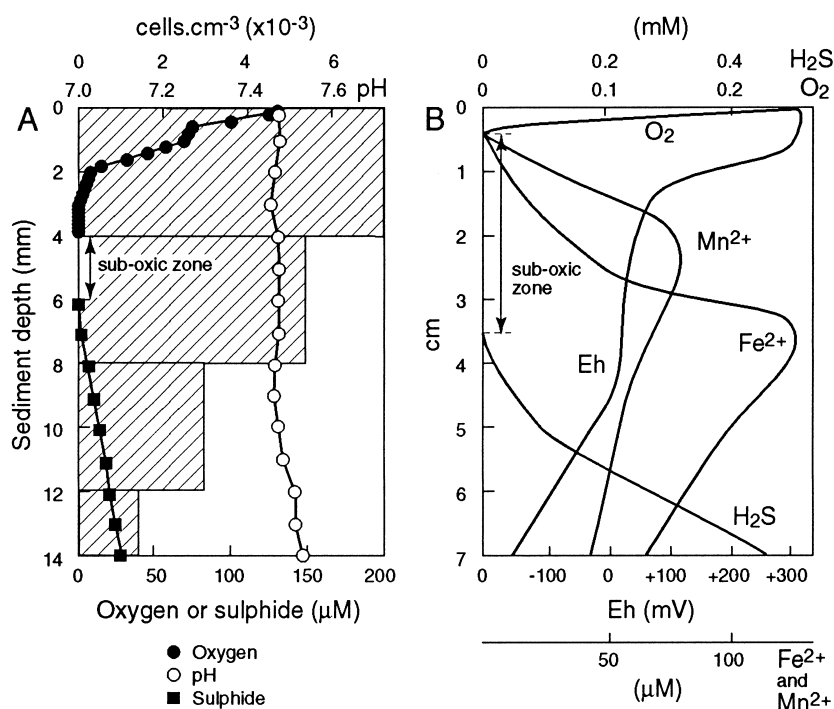 cells.cm-3 (x10-3)
0 2 4 6
7.0 7.2 7.4 7.6 pH
A
0
2
4
6
8
10
12
14
Sediment depth (mm)
sub-oxic zone
0 50 100 150 200
Oxygen or sulphide (μM)
Oxygen
pH
Sulphide
(mM)
0 0.2 0.4 H2S
0 0.1 0.2 O2
B
0
1
2
3
4
5
6
7
cm
O2
Mn2+
sub-oxic
zone
Fe2+
Eh
H2S
0 -100 0 +100 +200 +300
Eh (mV)
50 100 Fe2+
and
(μM) Mn2+